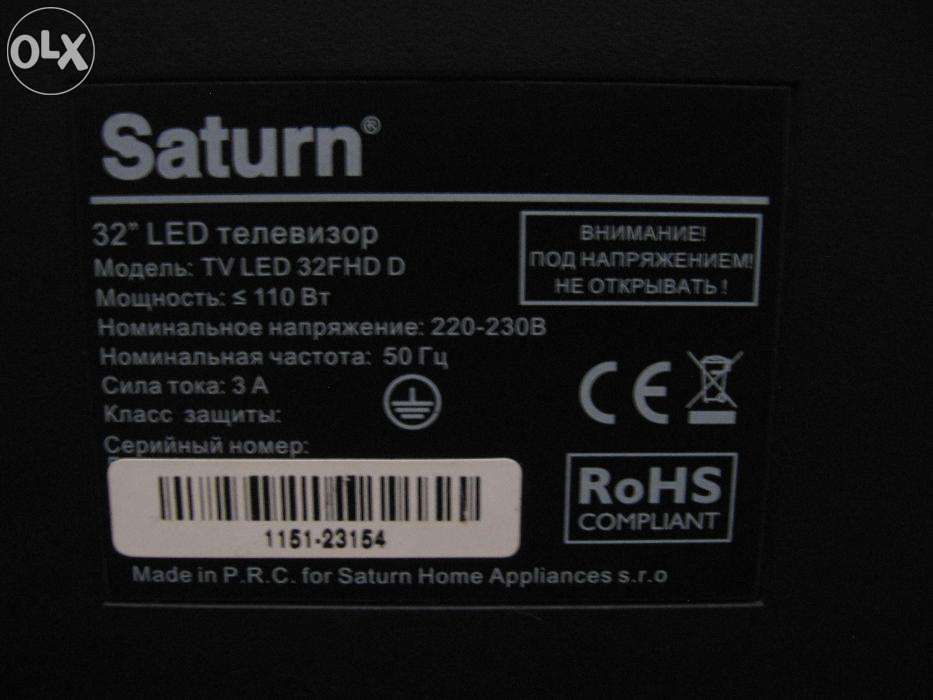 OLX
Saturn®
32" LED телевизор
Модель: TV LED 32FHD D
Мощность: ≤ 110 Вт
Номинальное напряжение: 220-230В
Номинальная частота: 50 Гц
Сила тока: 3 А
Класс защиты:
Серийный номер:
1151-23154
ВНИМАНИЕ!
ПОД НАПРЯЖЕНИЕМ!
НЕ ОТКРЫВАТЬ !
CE
RoHS
COMPLIANT
Made in P.R.C. for Saturn Home Appliances s.r.o